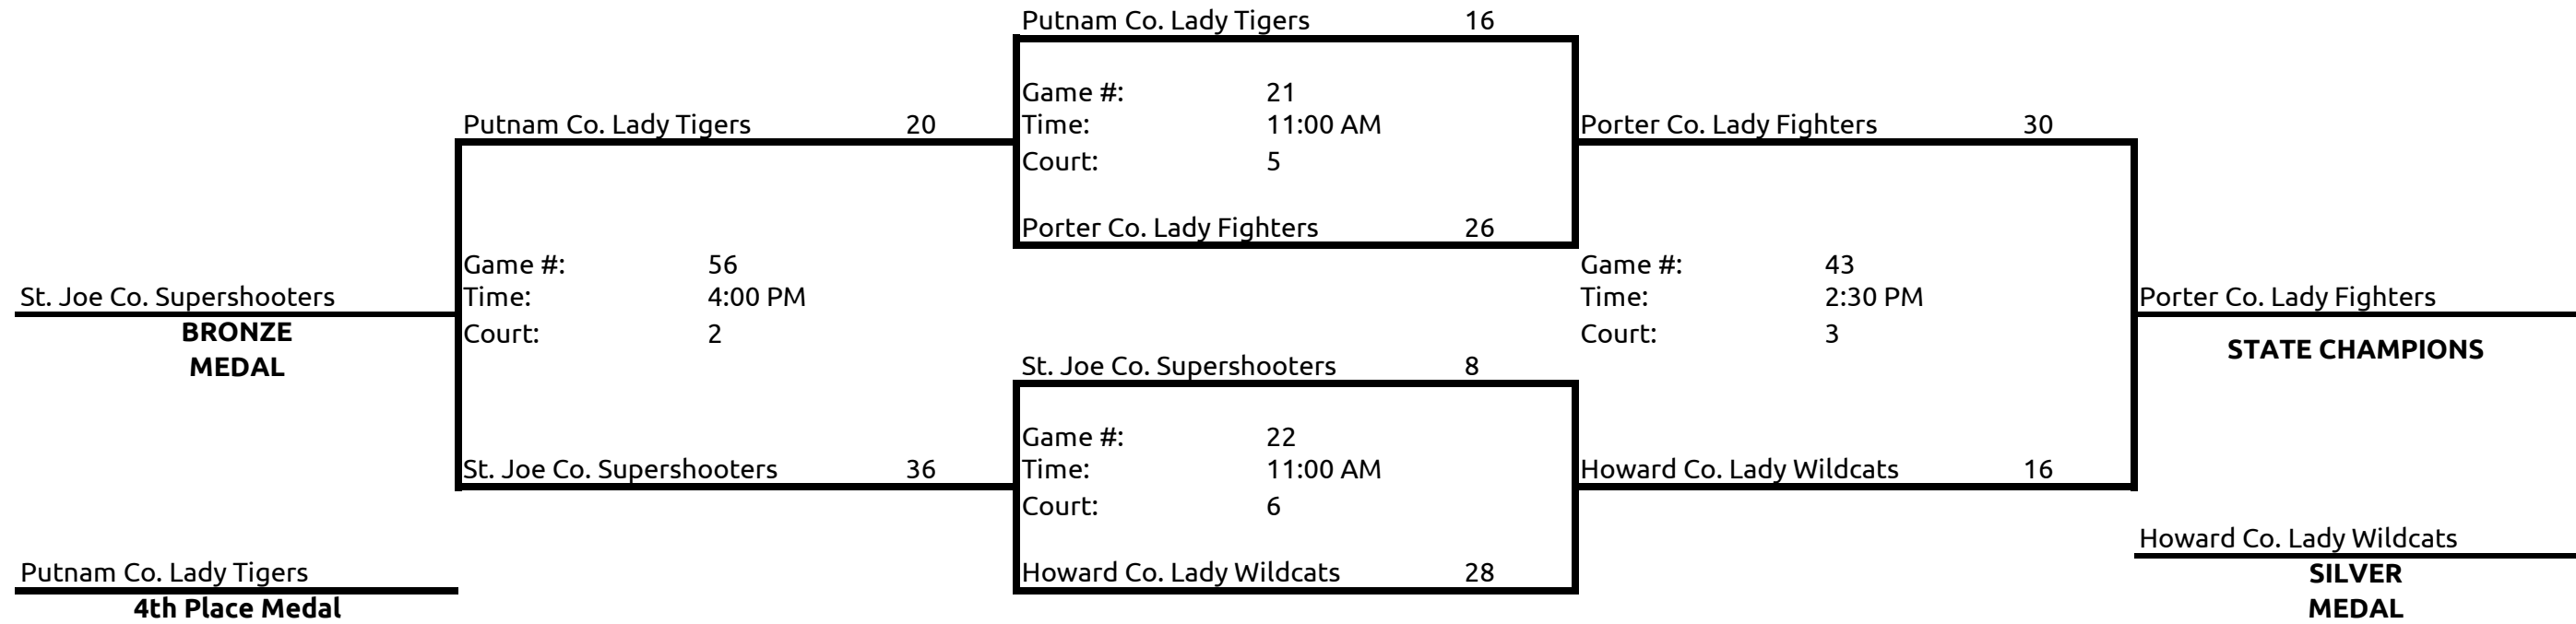 Putnam Co. Lady Tigers 16
Game #: 21
Putnam Co. Lady Tigers 20
Time: 11:00 AM
Porter Co. Lady Fighters 30
Court: 5
Porter Co. Lady Fighters 26
Game #: 56
Game #: 43
St. Joe Co. Supershooters
Time: 4:00 PM
Time: 2:30 PM
Porter Co. Lady Fighters
BRONZE
MEDAL
Court: 2
Court: 3
STATE CHAMPIONS
St. Joe Co. Supershooters 8
Game #: 22
St. Joe Co. Supershooters 36
Time: 11:00 AM
Howard Co. Lady Wildcats 16
Court: 6
Howard Co. Lady Wildcats
Putnam Co. Lady Tigers
Howard Co. Lady Wildcats 28
SILVER
MEDAL
4th Place Medal